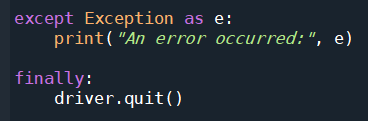 except Exception as e:
    print("An error occurred:", e)

finally:
    driver.quit()